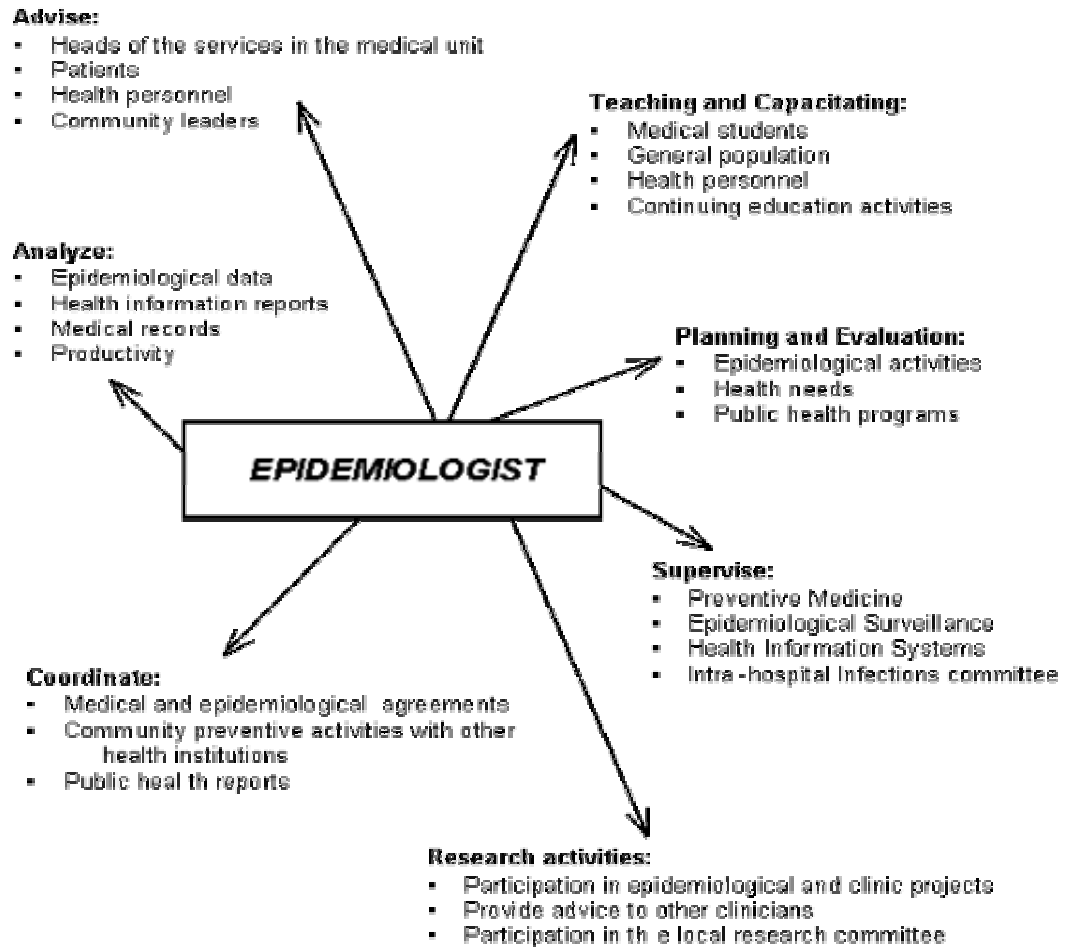 Advise:
▪ Heads of the services in the medical unit
▪ Patients
▪ Health personnel
▪ Community leaders
Teaching and Capacitating:
▪ Medical students
▪ General population
▪ Health personnel
▪ Continuing education activities
Analyze:
▪ Epidemiological data
▪ Health information reports
▪ Medical records
▪ Productivity
Planning and Evaluation:
▪ Epidemiological activities
▪ Health needs
▪ Public health programs
EPIDEMIOLOGIST
Supervise:
▪ Preventive Medicine
▪ Epidemiological Surveillance
▪ Health Information Systems
▪ Intra-hospital Infections committee
Coordinate:
▪ Medical and epidemiological agreements
▪ Community preventive activities with other
health institutions
▪ Public heal th reports
Research activities:
▪ Participation in epidemiological and clinic projects
▪ Provide advice to other clinicians
▪ Participation in th e local research committee